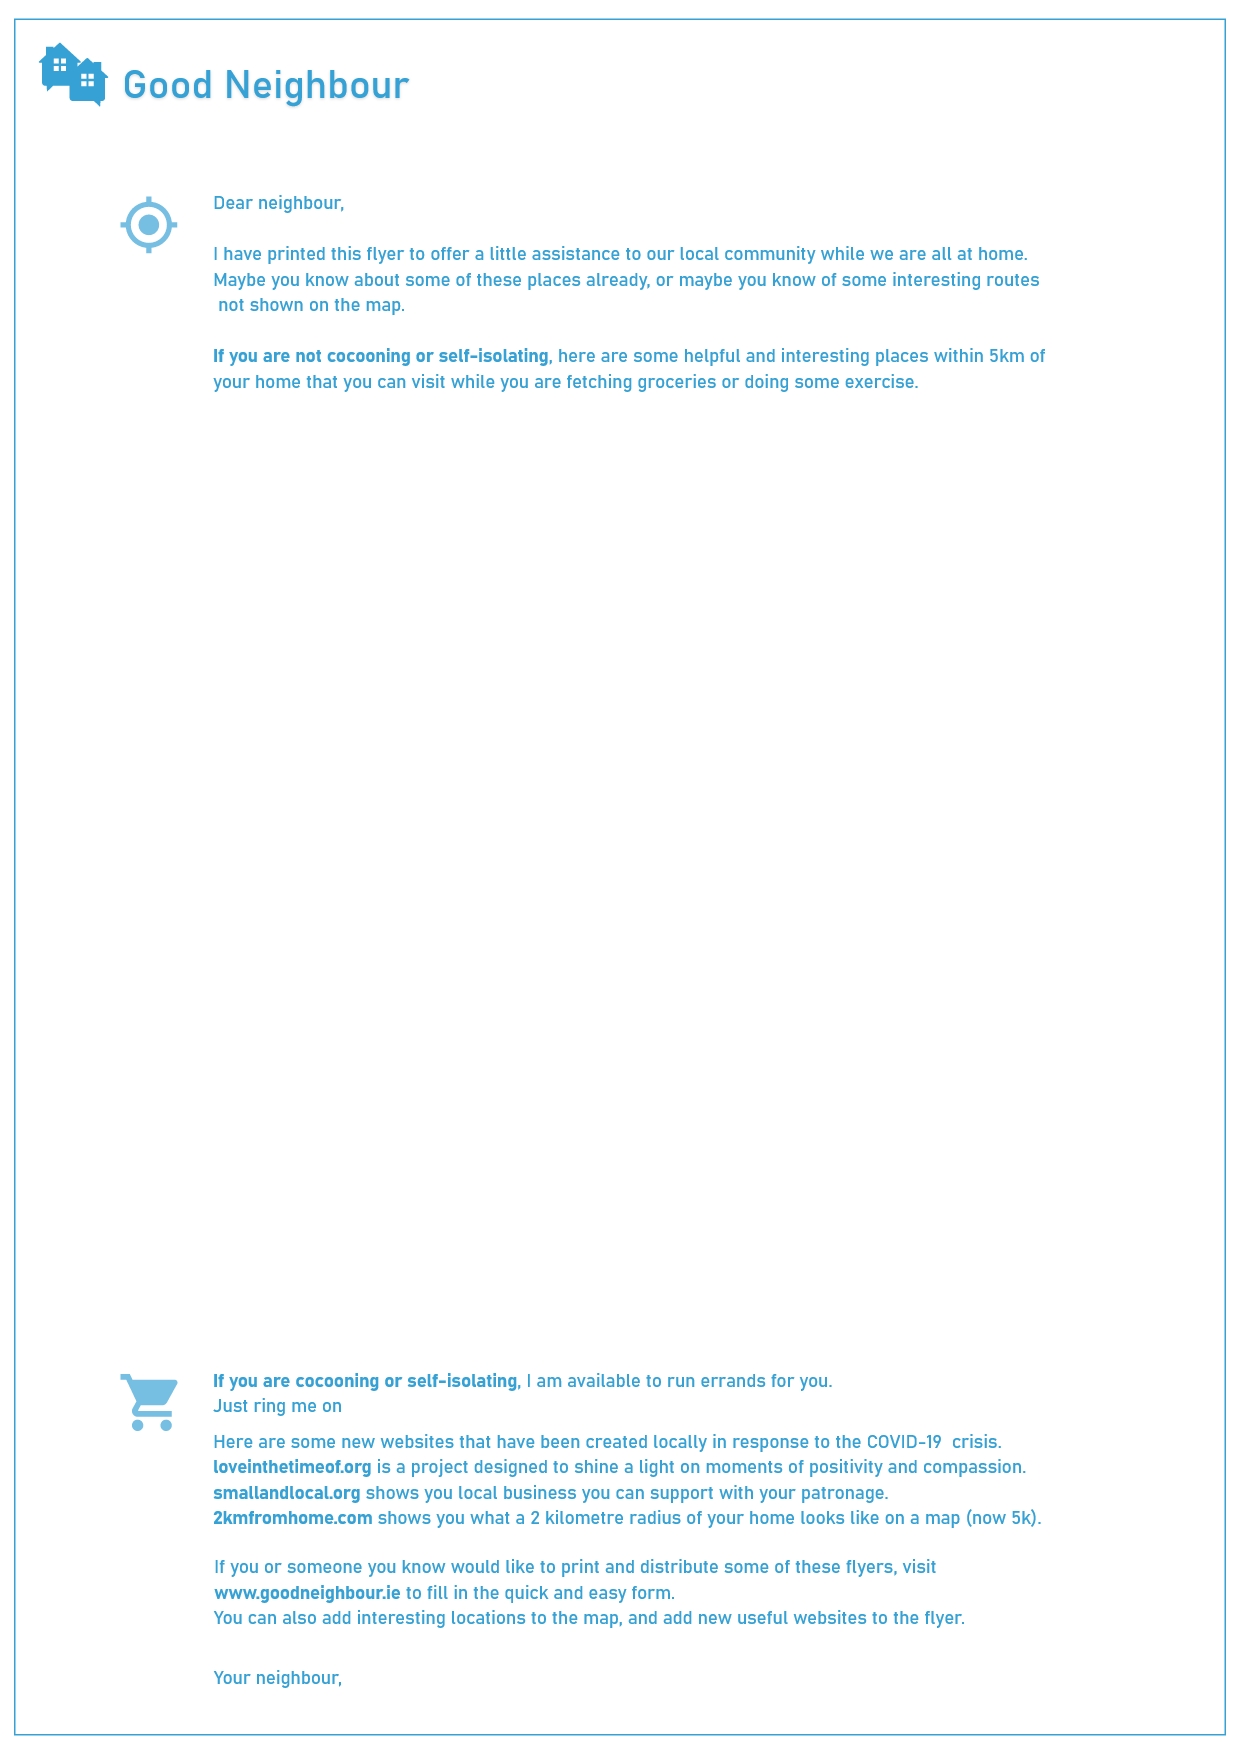 Good Neighbour
Dear neighbour,
I have printed this flyer to offer a little assistance to our local community while we are all at home.
Maybe you know about some of these places already, or maybe you know of some interesting routes
not shown on the map.
If you are not cocooning or self-isolating, here are some helpful and interesting places within 5km of
your home that you can visit while you are fetching groceries or doing some exercise.
If you are cocooning or self-isolating, I am available to run errands for you.
Just ring me on
Here are some new websites that have been created locally in response to the COVID-19 crisis.
loveinthetimeof.org is a project designed to shine a light on moments of positivity and compassion.
smallandlocal.org shows you local business you can support with your patronage.
2kmfromhome.com shows you what a 2 kilometre radius of your home looks like on a map (now 5k).
If you or someone you know would like to print and distribute some of these flyers, visit
www.goodneighbour.ie to fill in the quick and easy form.
You can also add interesting locations to the map, and add new useful websites to the flyer.
Your neighbour,